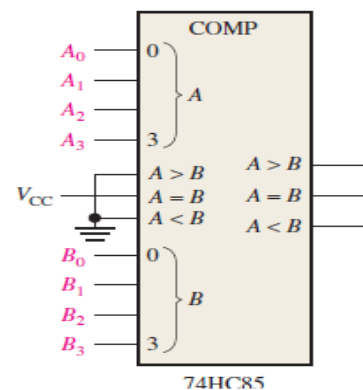 COMP
A0 0
A1
A2 A
A3 3
A > B A > B
VCC A = B A = B
A < B A < B
B0 0
B1
B2 B
B3 3
74HC85